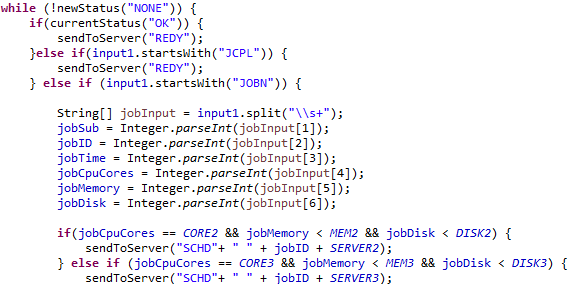 while (!newStatus("NONE")) {
    if(currentStatus("OK")) {
        sendToServer("REDY");
    }else if(input1.startsWith("JCPL")) {
        sendToServer("REDY");
    } else if (input1.startsWith("JOBN")) {

        String[] jobInput = input1.split("\\s+");
        jobSub = Integer.parseInt(jobInput[1]);
        jobID = Integer.parseInt(jobInput[2]);
        jobTime = Integer.parseInt(jobInput[3]);
        jobCpuCores = Integer.parseInt(jobInput[4]);
        jobMemory = Integer.parseInt(jobInput[5]);
        jobDisk = Integer.parseInt(jobInput[6]);

        if(jobCpuCores == CORE2 && jobMemory < MEM2 && jobDisk < DISK2) {
            sendToServer("SCHD"+ " " + jobID + SERVER2);
        } else if (jobCpuCores == CORE3 && jobMemory < MEM3 && jobDisk < DISK3) {
            sendToServer("SCHD"+ " " + jobID + SERVER3);